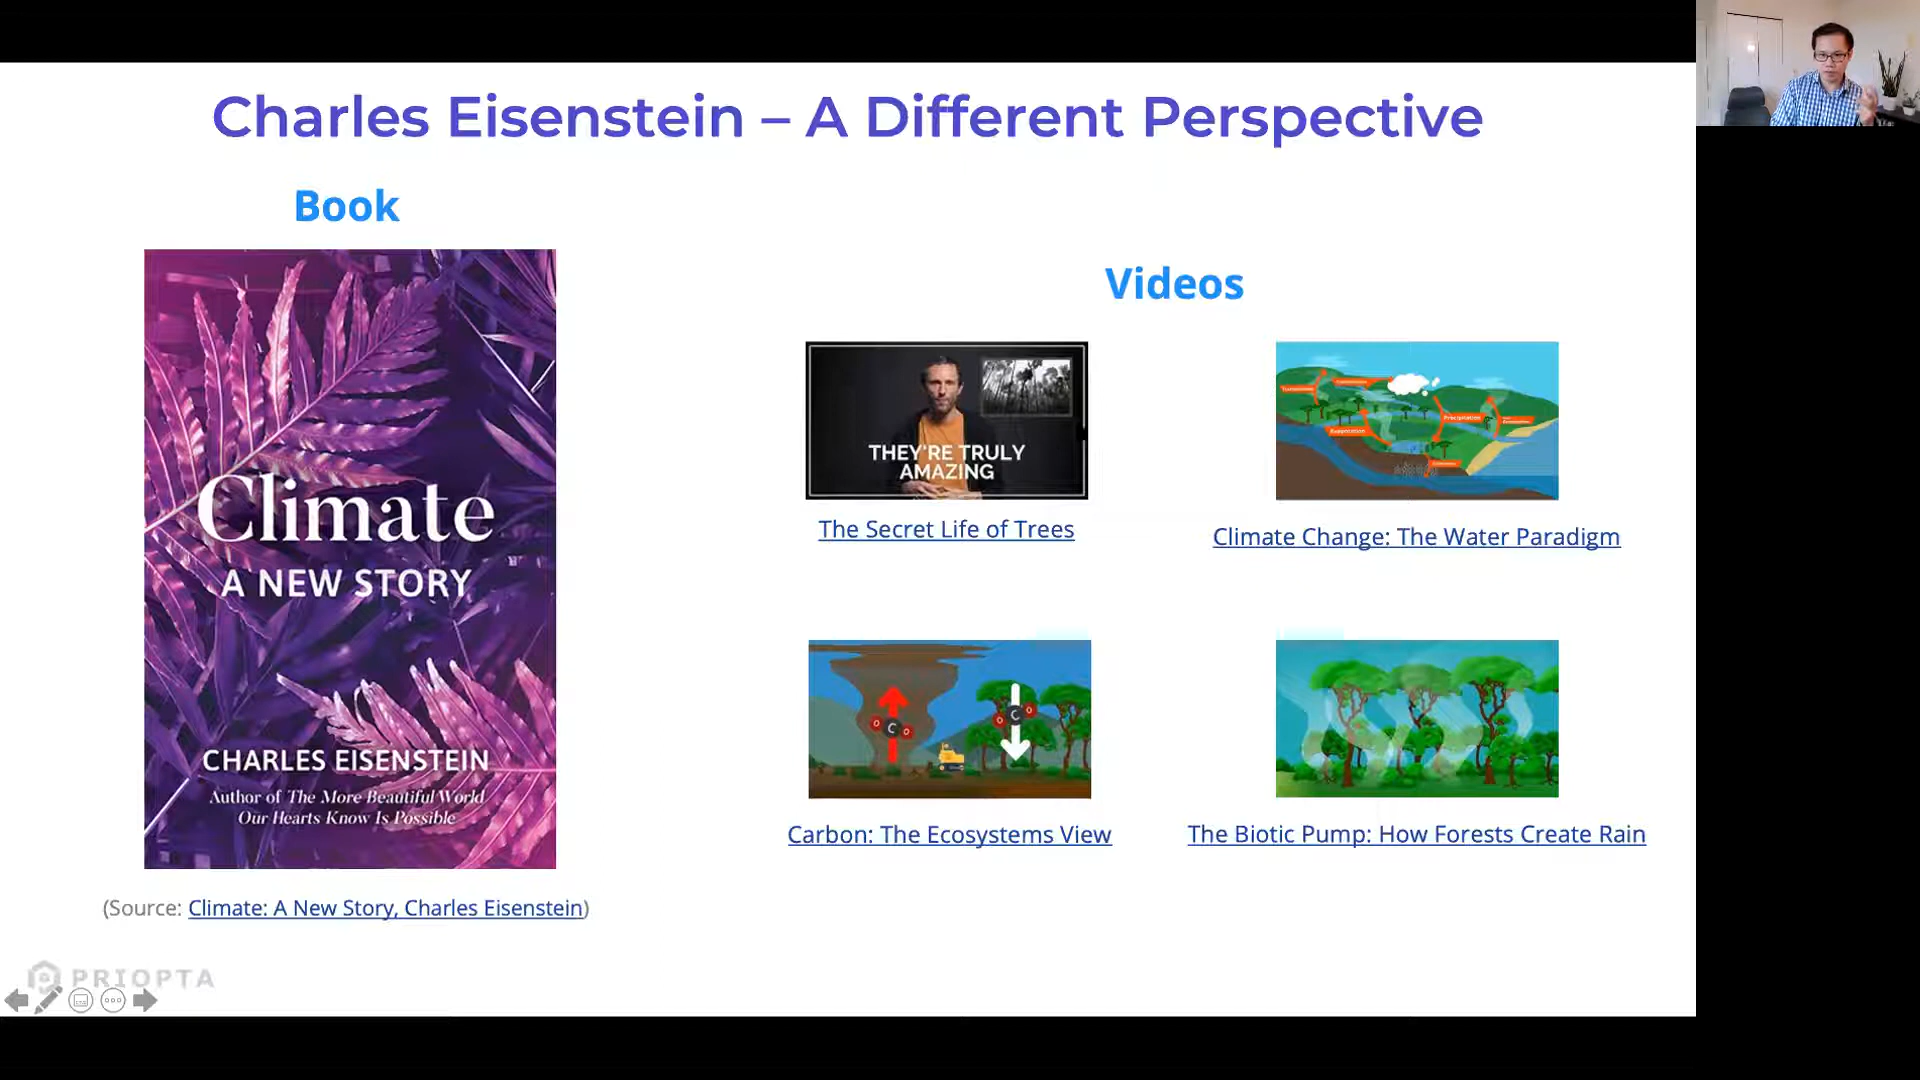 Charles Eisenstein – A Different Perspective
Book
Climate
A NEW STORY
CHARLES EISENSTEIN
Author of The More Beautiful World
Our Hearts Know Is Possible
(Source: Climate: A New Story, Charles Eisenstein)
Videos
THEY'RE TRULY
AMAZING
The Secret Life of Trees
Precipitation
Evaporation
Climate Change: The Water Paradigm
O C O
O C O
Carbon: The Ecosystems View
The Biotic Pump: How Forests Create Rain
PRIOPTA